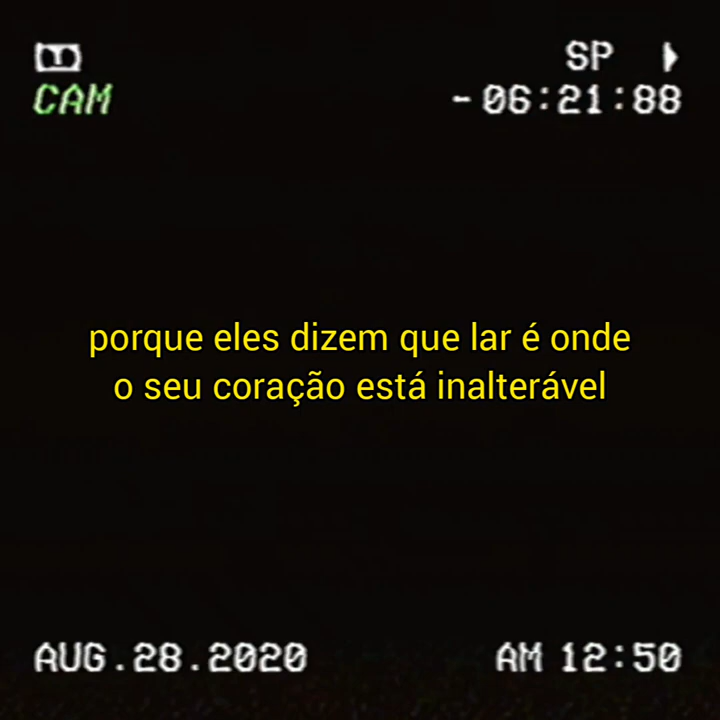 SP
CAM -06:21:88
porque eles dizem que lar é onde
o seu coração está inalterável
AUG.28.2020 AM 12:50